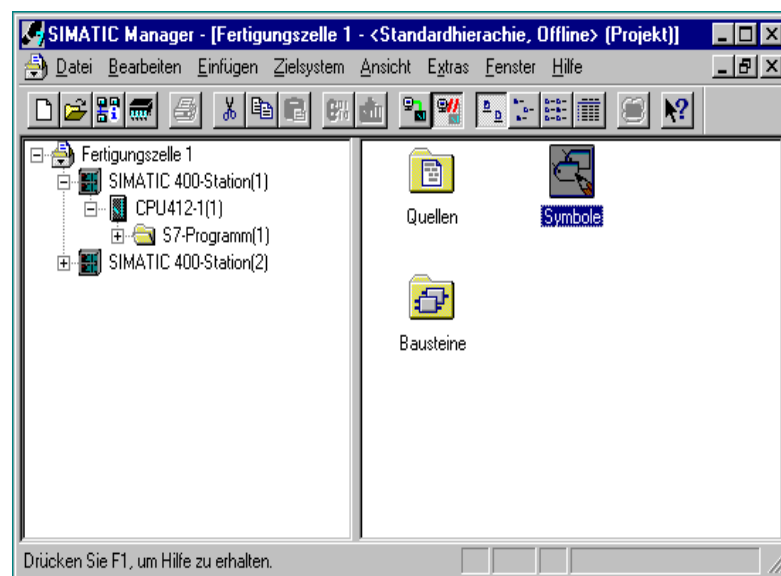 SIMATIC Manager - [Fertigungszelle 1 - <Standardhierachie, Offline> (Projekt)]
Datei Bearbeiten Einfügen Zielsystem Ansicht Extras Fenster Hilfe
Fertigungszelle 1
SIMATIC 400-Station(1)
CPU412-1(1)
S7-Programm(1)
SIMATIC 400-Station(2)
Quellen
Symbole
Bausteine
Drücken Sie F1, um Hilfe zu erhalten.